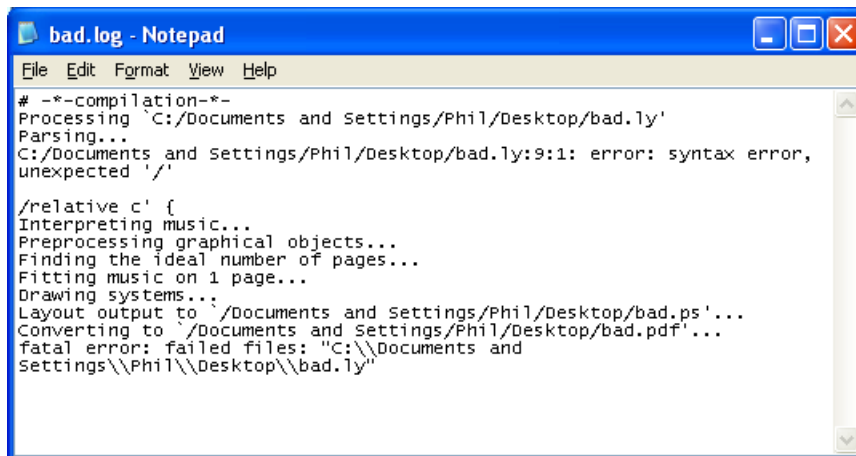 bad.log - Notepad
File Edit Format View Help
# -*-compilation-*-
Processing `C:/Documents and Settings/Phil/Desktop/bad.ly'
Parsing...
C:/Documents and Settings/Phil/Desktop/bad.ly:9:1: error: syntax error,
unexpected '/'

/relative c' {
Interpreting music...
Preprocessing graphical objects...
Finding the ideal number of pages...
Fitting music on 1 page...
Drawing systems...
Layout output to `/Documents and Settings/Phil/Desktop/bad.ps'...
Converting to `/Documents and Settings/Phil/Desktop/bad.pdf'...
fatal error: failed files: "C:\\Documents and
Settings\\Phil\\Desktop\\bad.ly"